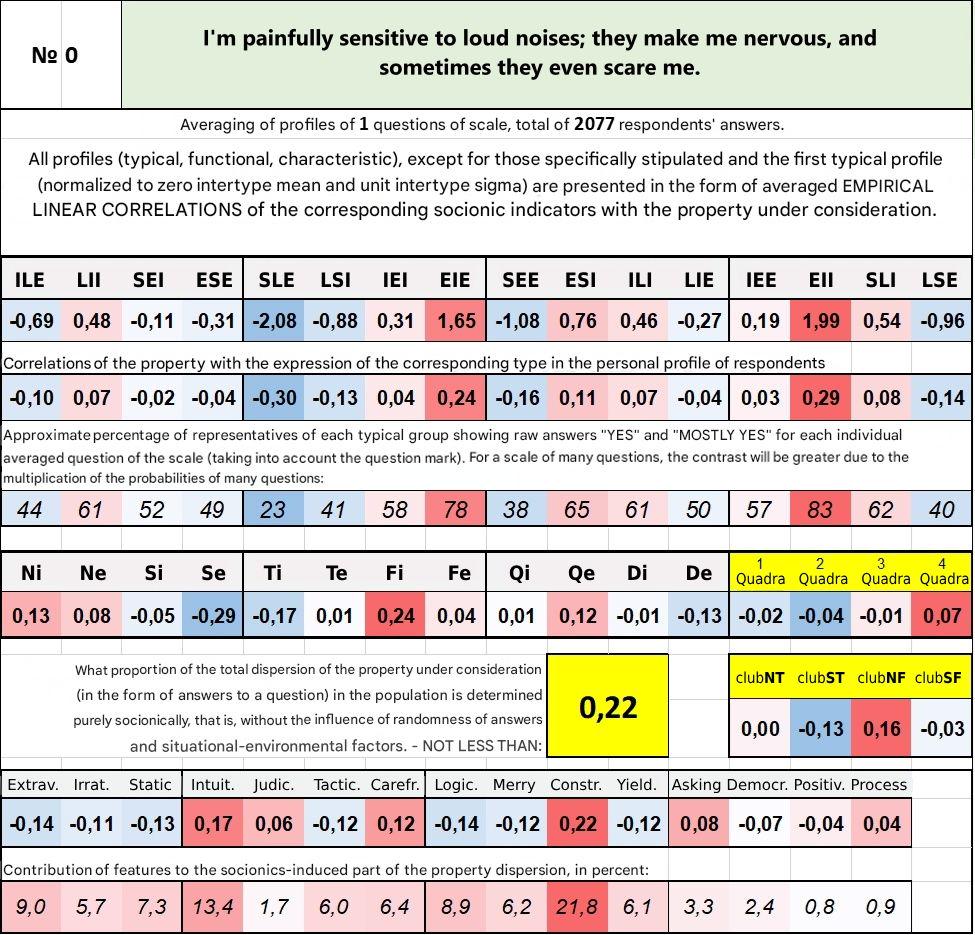 № 0
I'm painfully sensitive to loud noises; they make me nervous, and
sometimes they even scare me.
Averaging of profiles of 1 questions of scale, total of 2077 respondents' answers.
All profiles (typical, functional, characteristic), except for those specifically stipulated and the first typical profile
(normalized to zero intertype mean and unit intertype sigma) are presented in the form of averaged EMPIRICAL
LINEAR CORRELATIONS of the corresponding socionic indicators with the property under consideration.
ILE LII SEI ESE SLE LSI IEI EIE SEE ESI ILI LIE IEE EII SLI LSE
-0,69 0,48 -0,11 -0,31 -2,08 -0,88 0,31 1,65 -1,08 0,76 0,46 -0,27 0,19 1,99 0,54 -0,96
Correlations of the property with the expression of the corresponding type in the personal profile of respondents
-0,10 0,07 -0,02 -0,04 -0,30 -0,13 0,04 0,24 -0,16 0,11 0,07 -0,04 0,03 0,29 0,08 -0,14
Approximate percentage of representatives of each typical group showing raw answers "YES" and "MOSTLY YES" for each individual
averaged question of the scale (taking into account the question mark). For a scale of many questions, the contrast will be greater due to the
multiplication of the probabilities of many questions:
44 61 52 49 23 41 58 78 38 65 61 50 57 83 62 40
Ni Ne Si Se Ti Te Fi Fe Qi Qe Di De 1 Quadra 2 Quadra 3 Quadra 4 Quadra
0,13 0,08 -0,05 -0,29 -0,17 0,01 0,24 0,04 0,01 0,12 -0,01 -0,13 -0,02 -0,04 -0,01 0,07
What proportion of the total dispersion of the property under consideration
(in the form of answers to a question) in the population is determined
purely socionically, that is, without the influence of randomness of answers
and situational-environmental factors. - NOT LESS THAN:
0,22
clubNT clubST clubNF clubSF
0,00 -0,13 0,16 -0,03
Extrav. Irrat. Static Intuit. Judic. Tactic. Carefr. Logic. Merry Constr. Yield. Asking Democr. Positiv. Process
-0,14 -0,11 -0,13 0,17 0,06 -0,12 0,12 -0,14 -0,12 0,22 -0,12 0,08 -0,07 -0,04 0,04
Contribution of features to the socionics-induced part of the property dispersion, in percent:
9,0 5,7 7,3 13,4 1,7 6,0 6,4 8,9 6,2 21,8 6,1 3,3 2,4 0,8 0,9